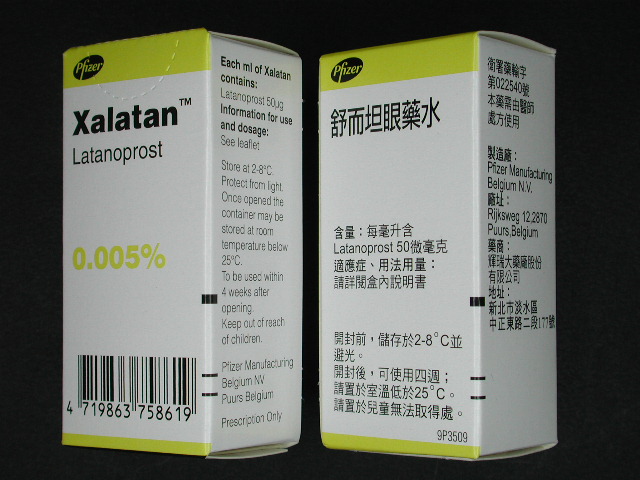 Pfizer
Xalatan™
Latanoprost
0.005%
4 719863 758619
Each ml of Xalatan
contains:
Latanoprost 50µg
Information for use
and dosage:
See leaflet
Store at 2-8°C.
Protect from light.
Once opened the
container may be
stored at room
temperature below
25°C.
To be used within
4 weeks after
opening.
Keep out of reach
of children.
Pfizer Manufacturing
Belgium NV
Puurs Belgium
Prescription Only
Pfizer
舒而坦眼藥水
含量：每毫升含
Latanoprost 50微毫克
適應症、用法用量：
請詳閱盒內說明書
開封前，儲存於2-8°C並
避光。
開封後，可使用四週；
請置於室溫低於25°C。
請置於兒童無法取得處。
9P3509
衛署藥輸字
第022540號
本藥需由醫師
處方使用
製造廠：
Pfizer Manufacturing
Belgium N.V.
廠址：
Rijksweg 12,2870
Puurs,Belgium
藥商：
輝瑞大藥廠股份
有限公司
地址：
新北市淡水區
中正東路二段177號